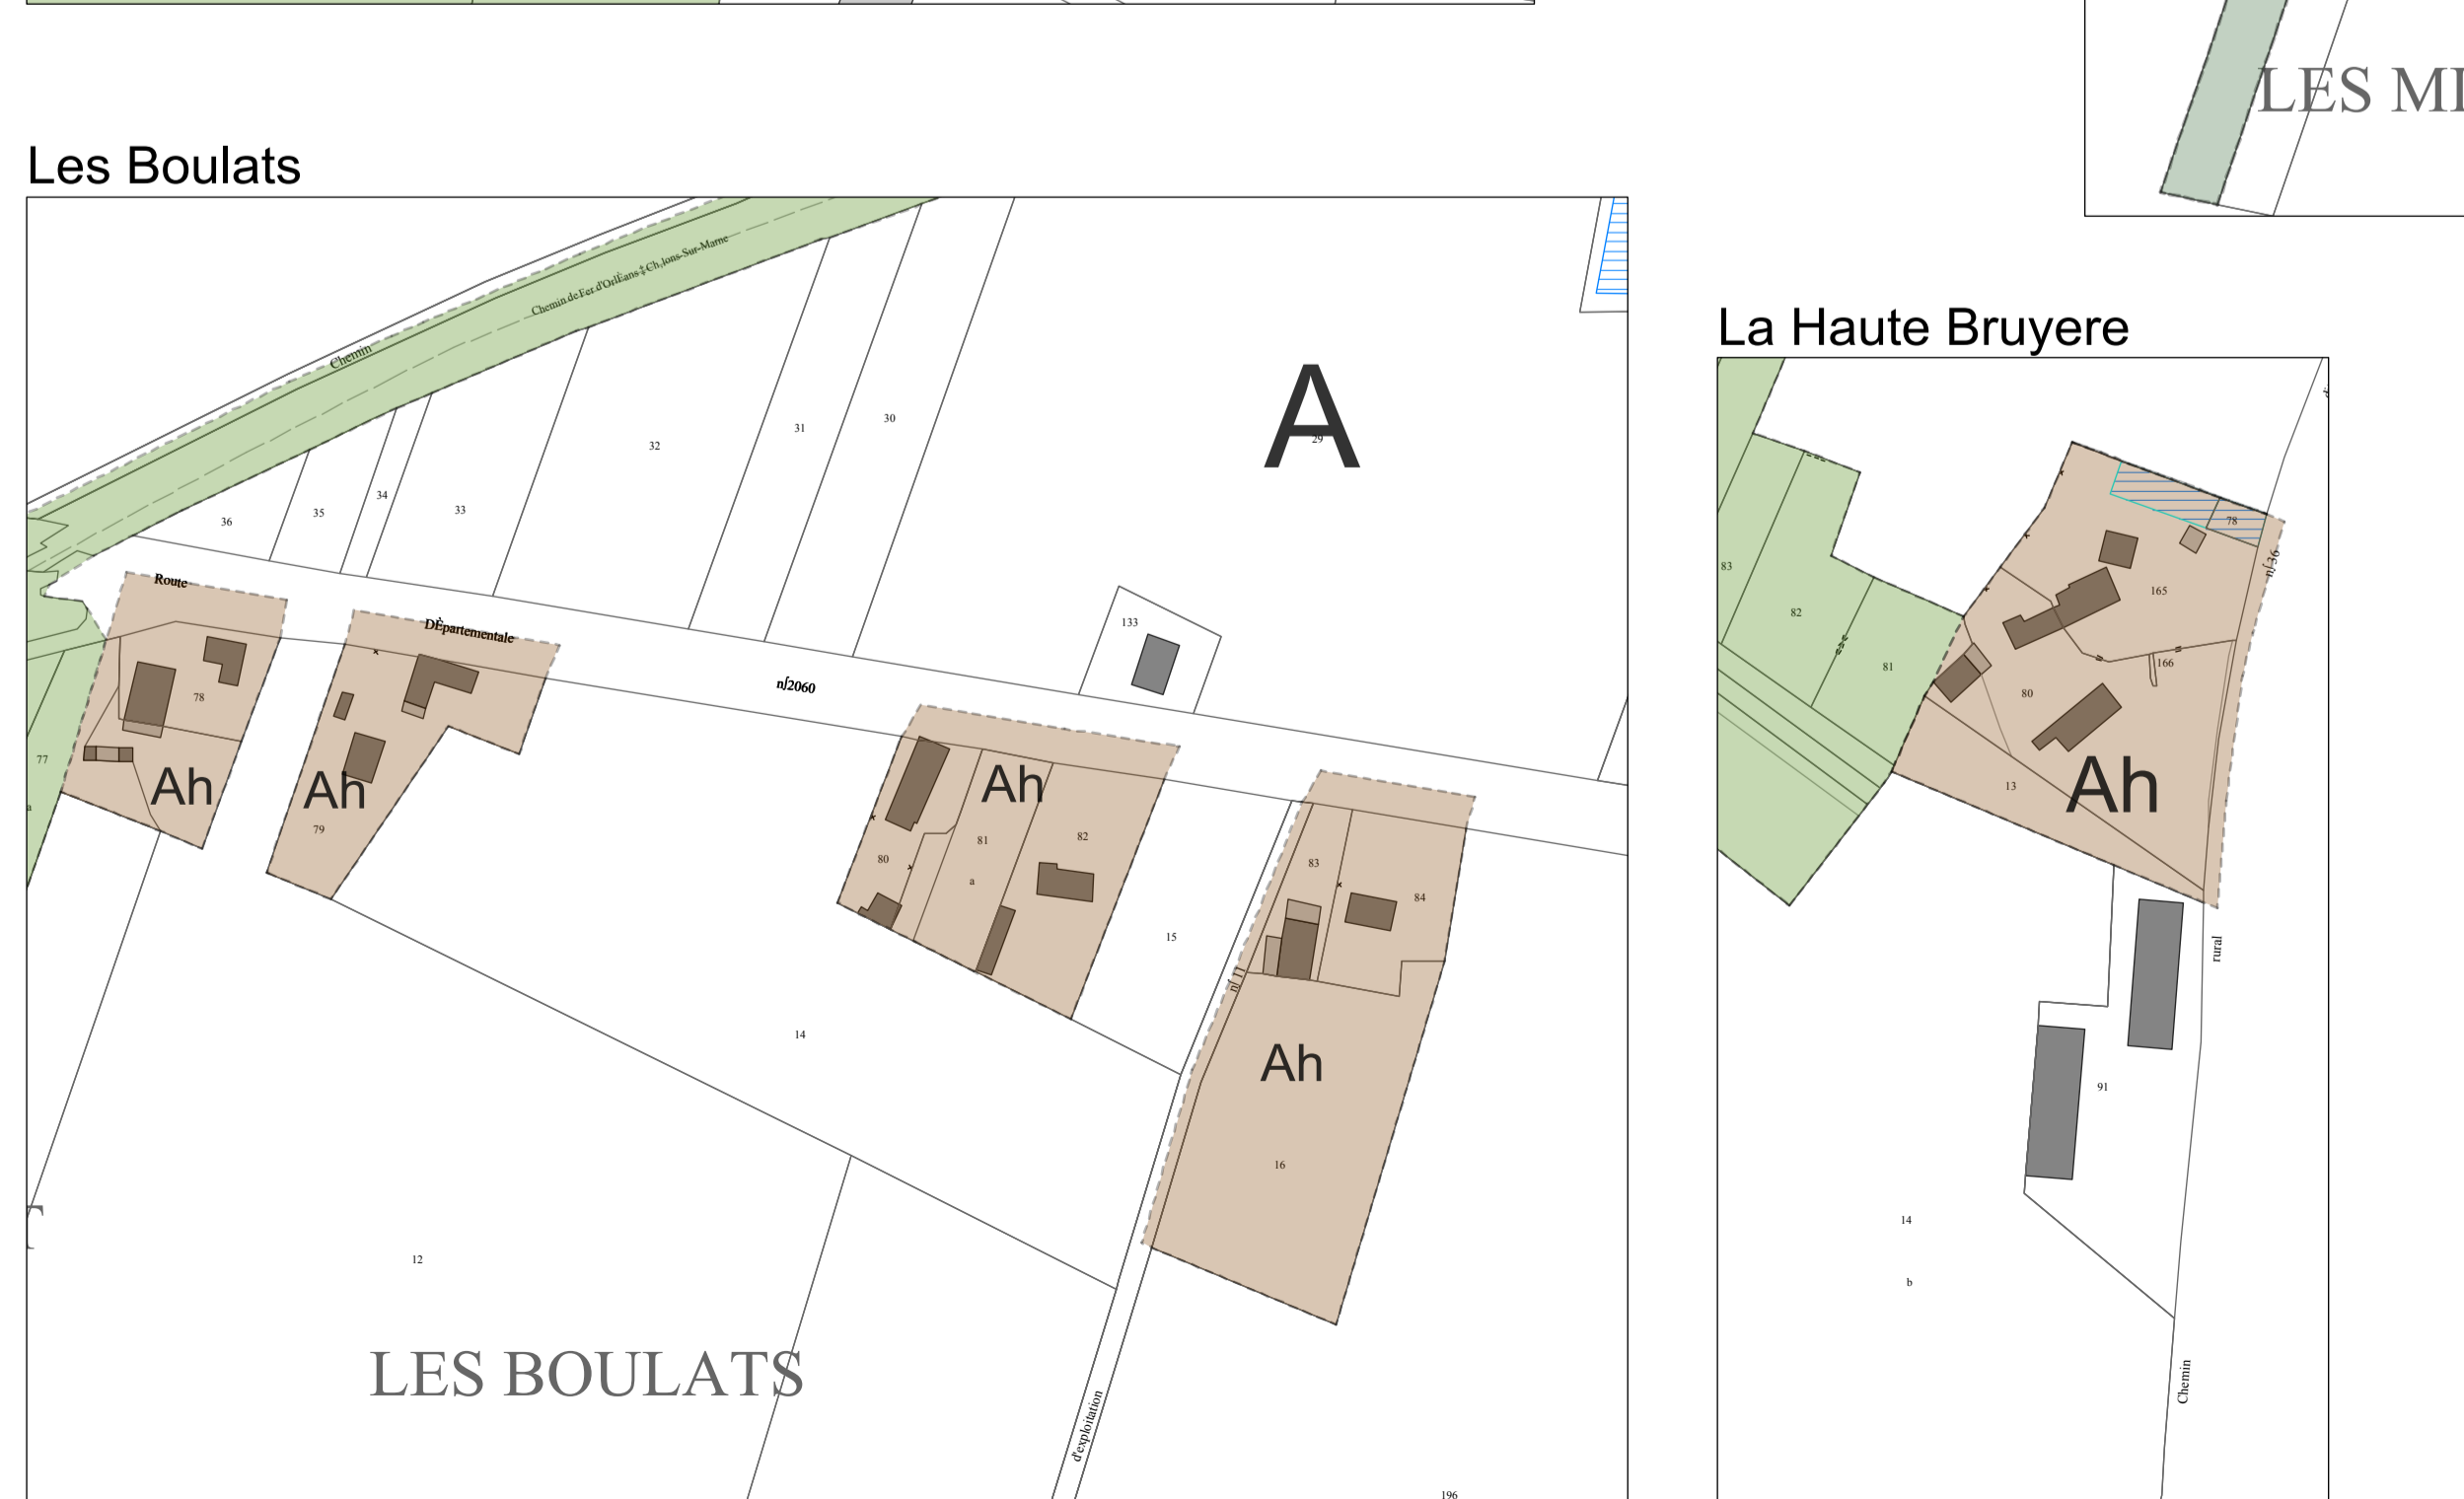 LES MI
Les Boulats
Chemin de Fer d'OrlÈans‡Ch‚lons-Sur-Marne
Chemin
A
29
30
31
32
33
34
35
36
Route
DÈpartementale
n∫2060
133
78
77
a
Ah
Ah
79
80
81
a
82
Ah
15
83
84
n∫ 11
Ah
16
14
12
LES BOULATS
d'exploitation
196
La Haute Bruyere
83
82
81
78
n∫ 36
165
166
80
13
Ah
rural
91
14
b
Chemin